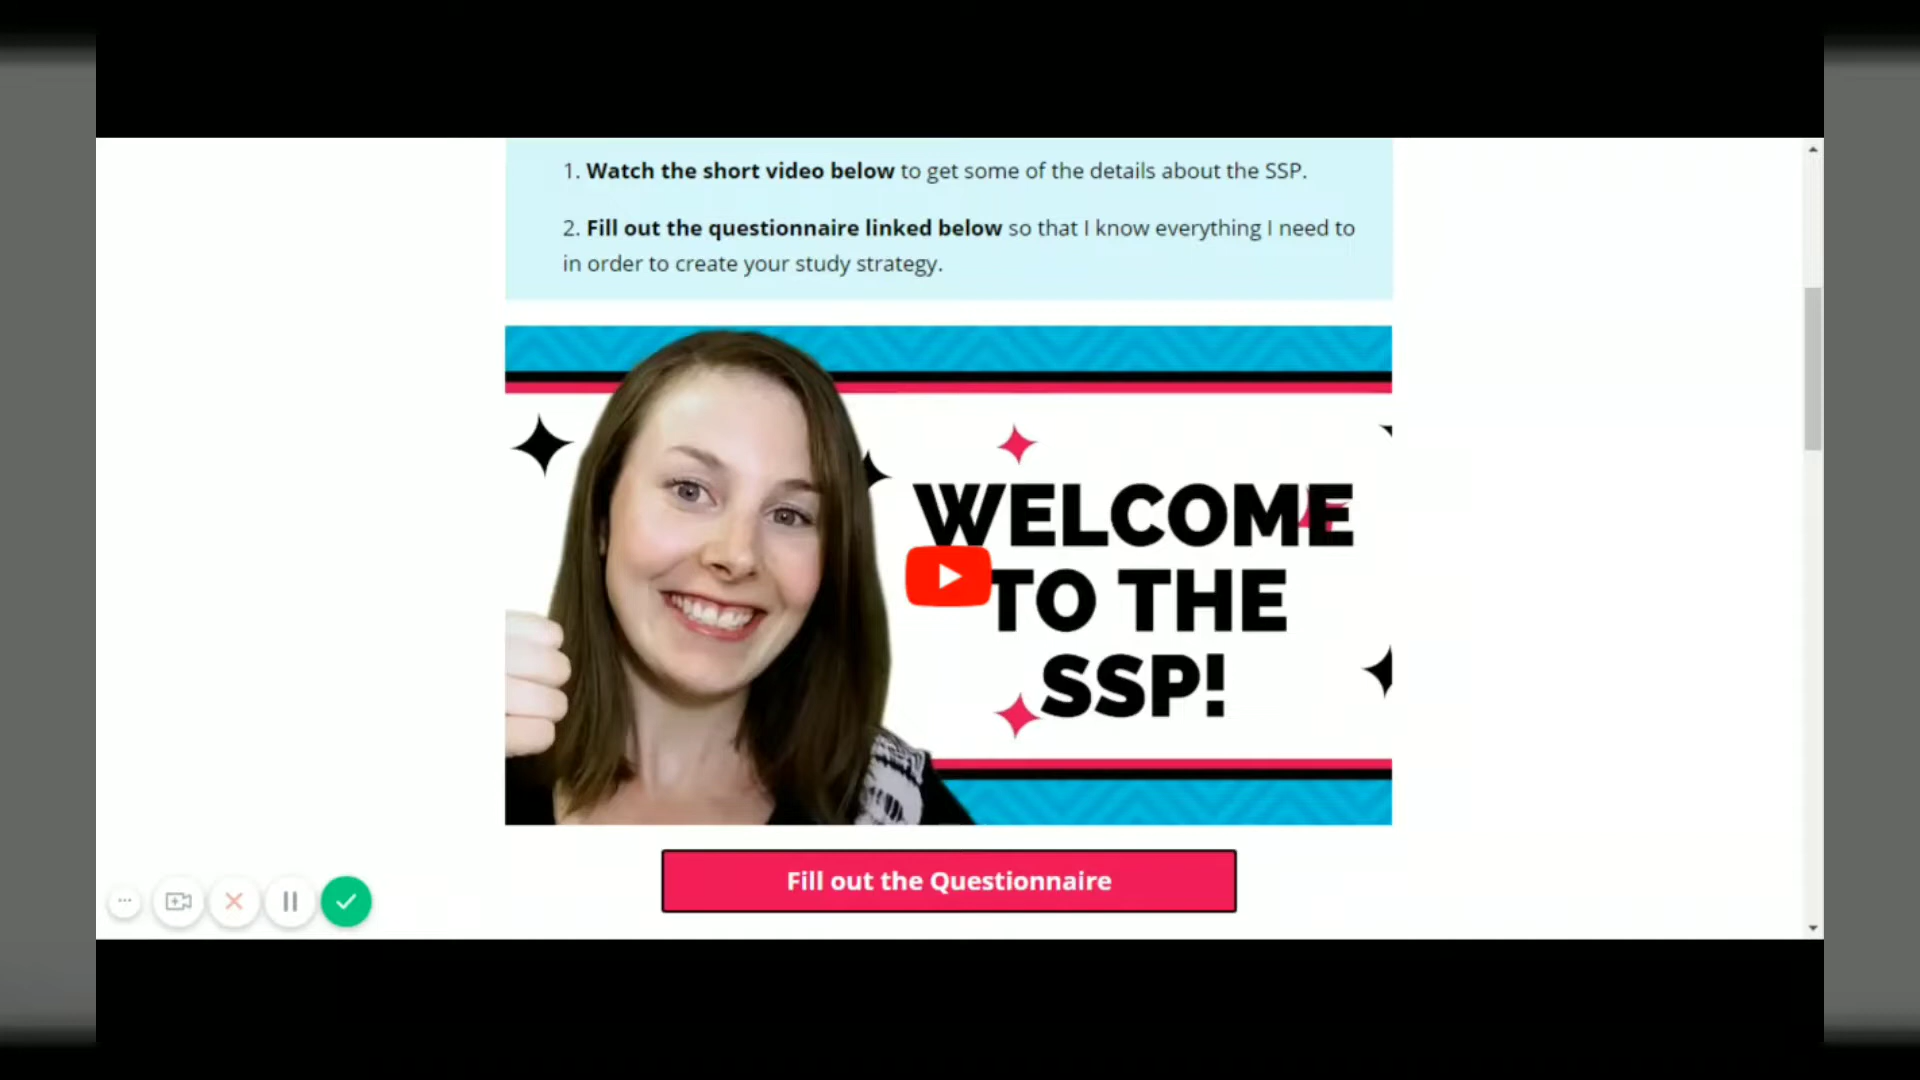 1. Watch the short video below to get some of the details about the SSP.
2. Fill out the questionnaire linked below so that I know everything I need to
in order to create your study strategy.
WELCOME
TO THE
SSP!
Fill out the Questionnaire